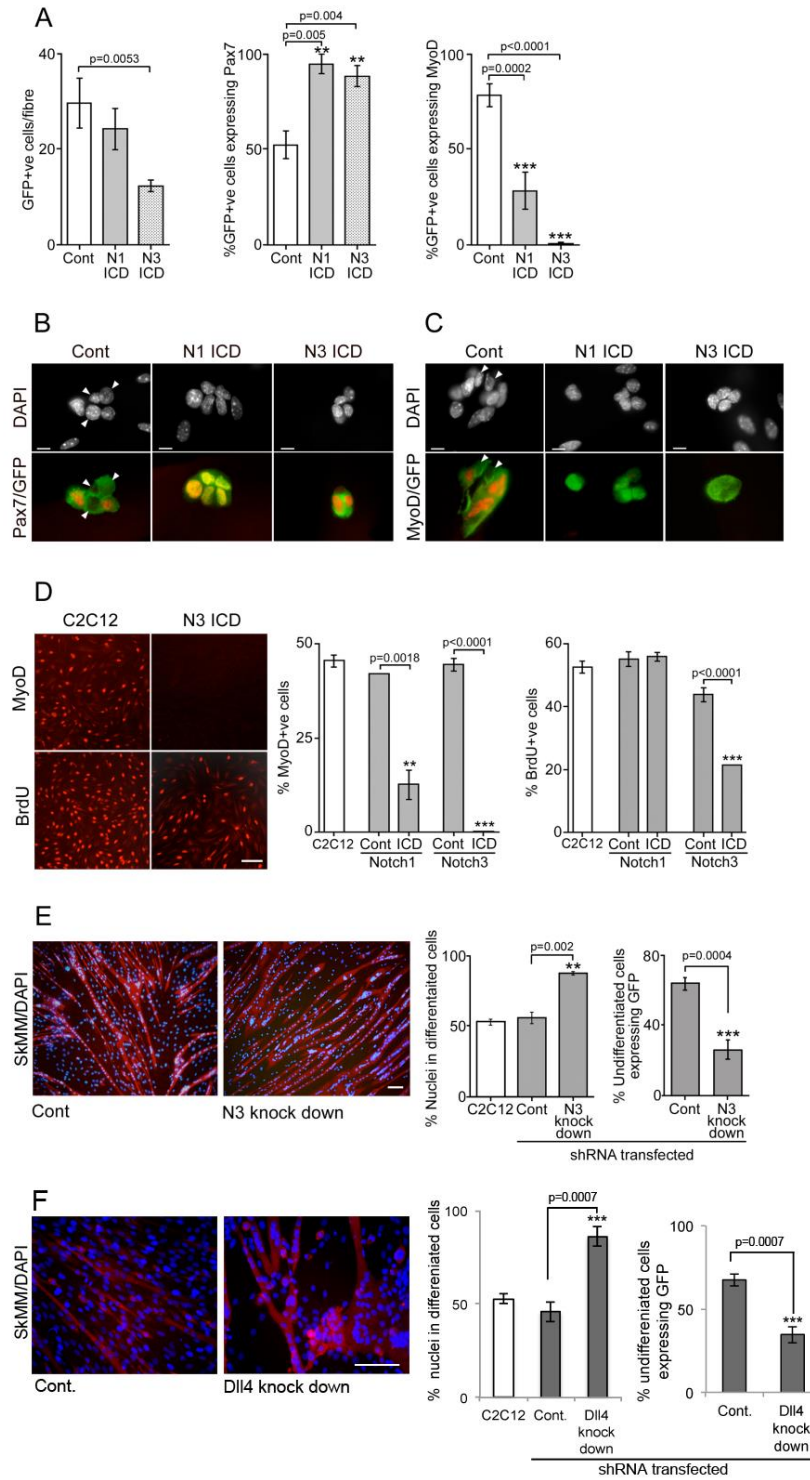 A
p=0.0053
GFP+ve cells/fibre
40
20
0
Cont
N1 ICD
N3 ICD
p=0.004
p=0.005
** **
%GFP+ve cells expressing Pax7
100
50
0
Cont
N1 ICD
N3 ICD
p<0.0001
p=0.0002
***
***
%GFP+ve cells expressing MyoD
100
50
0
Cont
N1 ICD
N3 ICD
B
Cont N1 ICD N3 ICD
DAPI
Pax7/GFP
C
Cont N1 ICD N3 ICD
DAPI
MyoD/GFP
D
C2C12 N3 ICD
MyoD
BrdU
% MyoD+ve cells
50
25
0
p=0.0018
p<0.0001
**
***
C2C12
Cont ICD
Notch1
Cont ICD
Notch3
% BrdU+ve cells
60
40
20
0
p<0.0001
***
C2C12
Cont ICD
Notch1
Cont ICD
Notch3
E
SkMM/DAPI
Cont
N3 knock down
% Nuclei in differentaited cells
100
50
0
p=0.002
**
C2C12
Cont
N3
knock
down
% Undifferentiated cells
expressing GFP
80
40
0
p=0.0004
***
Cont
N3
knock
down
shRNA transfected
F
SkMM/DAPI
Cont.
Dll4 knock down
% nuclei in differeniated cells
100
50
0
p=0.0007
***
C2C12
Cont.
Dll4
knock
down
% undifferentiated cells
expressing GFP
100
50
0
p=0.0007
***
Cont.
Dll4
knock
down
shRNA transfected